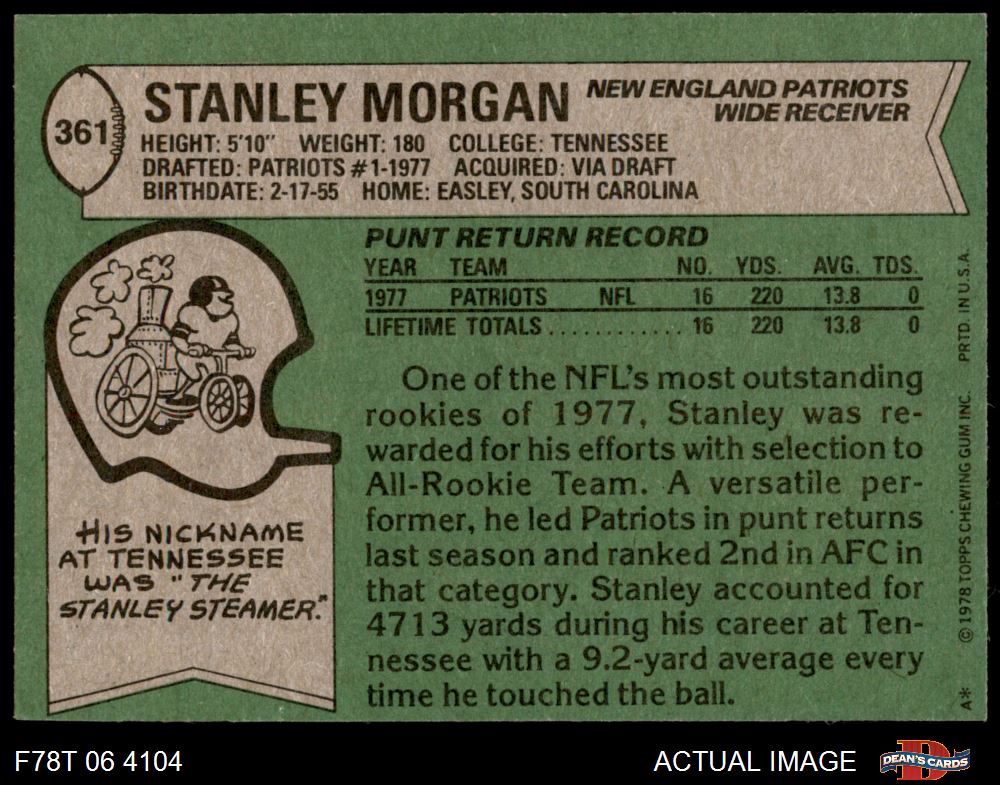 361
STANLEY MORGAN
NEW ENGLAND PATRIOTS
WIDE RECEIVER
HEIGHT: 5'10" WEIGHT: 180 COLLEGE: TENNESSEE
DRAFTED: PATRIOTS #1-1977 ACQUIRED: VIA DRAFT
BIRTHDATE: 2-17-55 HOME: EASLEY, SOUTH CAROLINA
PUNT RETURN RECORD
YEAR TEAM NO. YDS. AVG. TDS.
1977 PATRIOTS NFL 16 220 13.8 0
LIFETIME TOTALS............ 16 220 13.8 0
One of the NFL's most outstanding
rookies of 1977, Stanley was re-
warded for his efforts with selection to
All-Rookie Team. A versatile per-
former, he led Patriots in punt returns
last season and ranked 2nd in AFC in
that category. Stanley accounted for
4713 yards during his career at Ten-
nessee with a 9.2-yard average every
time he touched the ball.
HIS NICKNAME
AT TENNESSEE
WAS "THE
STANLEY STEAMER."
A* © 1978 TOPPS CHEWING GUM INC. PRTD. IN U.S.A.
F78T 06 4104
ACTUAL IMAGE
D
DEAN'S CARDS